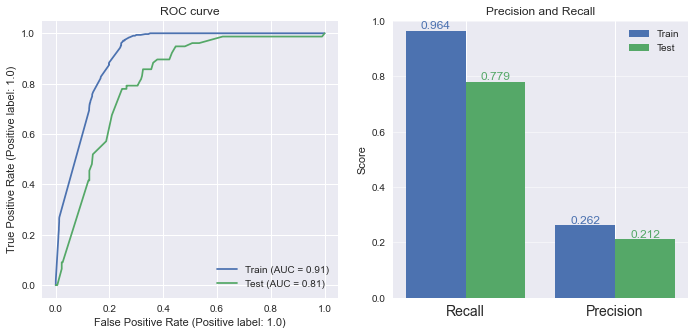 ROC curve
True Positive Rate (Positive label: 1.0)
1.0
0.8
0.6
0.4
0.2
0.0
0.0 0.2 0.4 0.6 0.8 1.0
False Positive Rate (Positive label: 1.0)
Train (AUC = 0.91)
Test (AUC = 0.81)
Precision and Recall
Score
1.0
0.8
0.6
0.4
0.2
0.0
0.964
0.779
0.262
0.212
Train
Test
Recall Precision